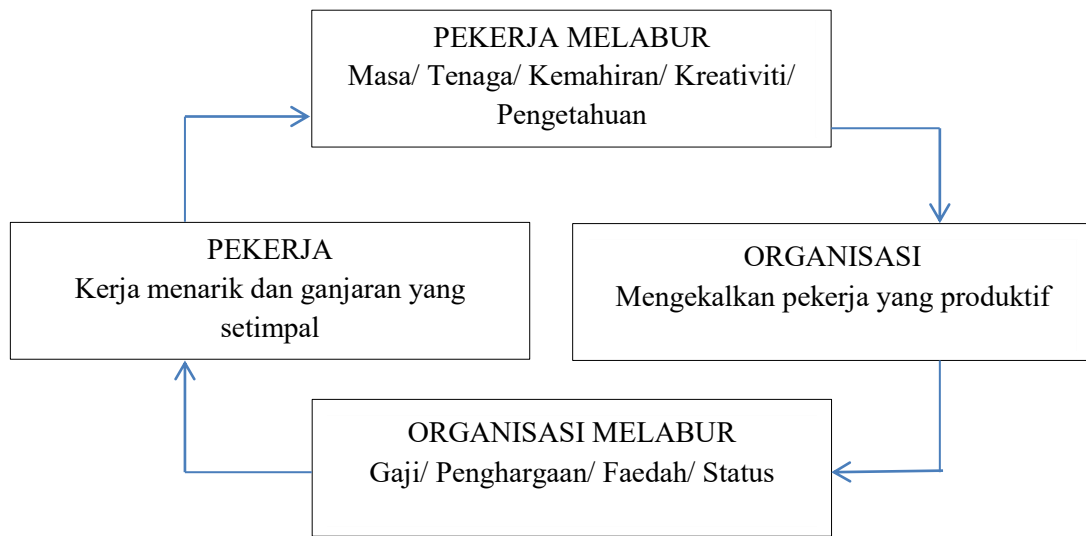 PEKERJA MELABUR
Masa/ Tenaga/ Kemahiran/ Kreativiti/
Pengetahuan
PEKERJA
Kerja menarik dan ganjaran yang
setimpal
ORGANISASI
Mengekalkan pekerja yang produktif
ORGANISASI MELABUR
Gaji/ Penghargaan/ Faedah/ Status